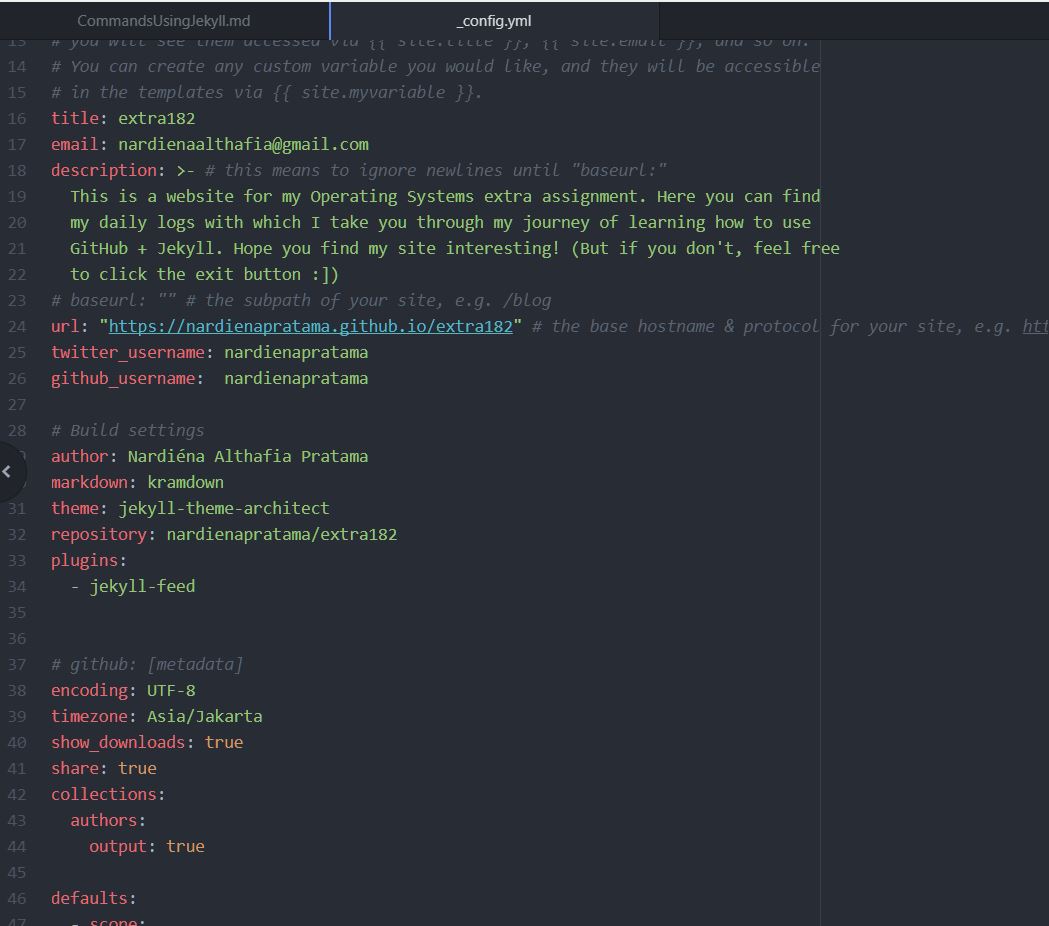 CommandsUsingJekyll.md
_config.yml
13 # you will see them accessed via {{ site.title }}, {{ site.email }}, and so on.
14 # You can create any custom variable you would like, and they will be accessible
15 # in the templates via {{ site.myvariable }}.
16 title: extra182
17 email: nardienaalthafia@gmail.com
18 description: >- # this means to ignore newlines until "baseurl:"
19 This is a website for my Operating Systems extra assignment. Here you can find
20 my daily logs with which I take you through my journey of learning how to use
21 GitHub + Jekyll. Hope you find my site interesting! (But if you don't, feel free
22 to click the exit button :])
23 # baseurl: "" # the subpath of your site, e.g. /blog
24 url: "https://nardienapratama.github.io/extra182" # the base hostname & protocol for your site, e.g. htt
25 twitter_username: nardienapratama
26 github_username:  nardienapratama
27
28 # Build settings
author: Nardiéna Althafia Pratama
markdown: kramdown
31 theme: jekyll-theme-architect
32 repository: nardienapratama/extra182
33 plugins:
34 - jekyll-feed
35
36
37 # github: [metadata]
38 encoding: UTF-8
39 timezone: Asia/Jakarta
40 show_downloads: true
41 share: true
42 collections:
43 authors:
44 output: true
45
46 defaults:
47 - scope: